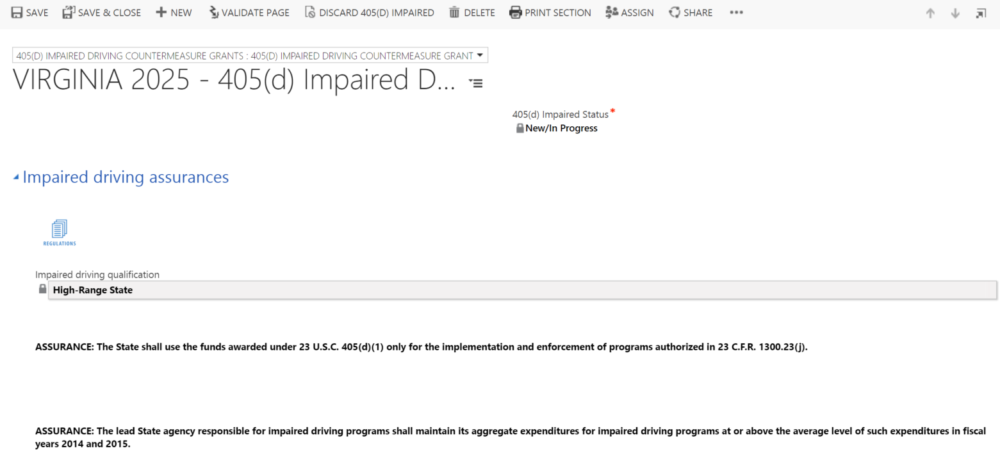 SAVE SAVE & CLOSE NEW VALIDATE PAGE DISCARD 405(D) IMPAIRED DELETE PRINT SECTION ASSIGN SHARE •••
405(D) IMPAIRED DRIVING COUNTERMEASURE GRANTS : 405(D) IMPAIRED DRIVING COUNTERMEASURE GRANT
VIRGINIA 2025 - 405(d) Impaired D...
405(d) Impaired Status*
New/In Progress
Impaired driving assurances
REGULATIONS
Impaired driving qualification
High-Range State
ASSURANCE: The State shall use the funds awarded under 23 U.S.C. 405(d)(1) only for the implementation and enforcement of programs authorized in 23 C.F.R. 1300.23(j).
ASSURANCE: The lead State agency responsible for impaired driving programs shall maintain its aggregate expenditures for impaired driving programs at or above the average level of such expenditures in fiscal
years 2014 and 2015.